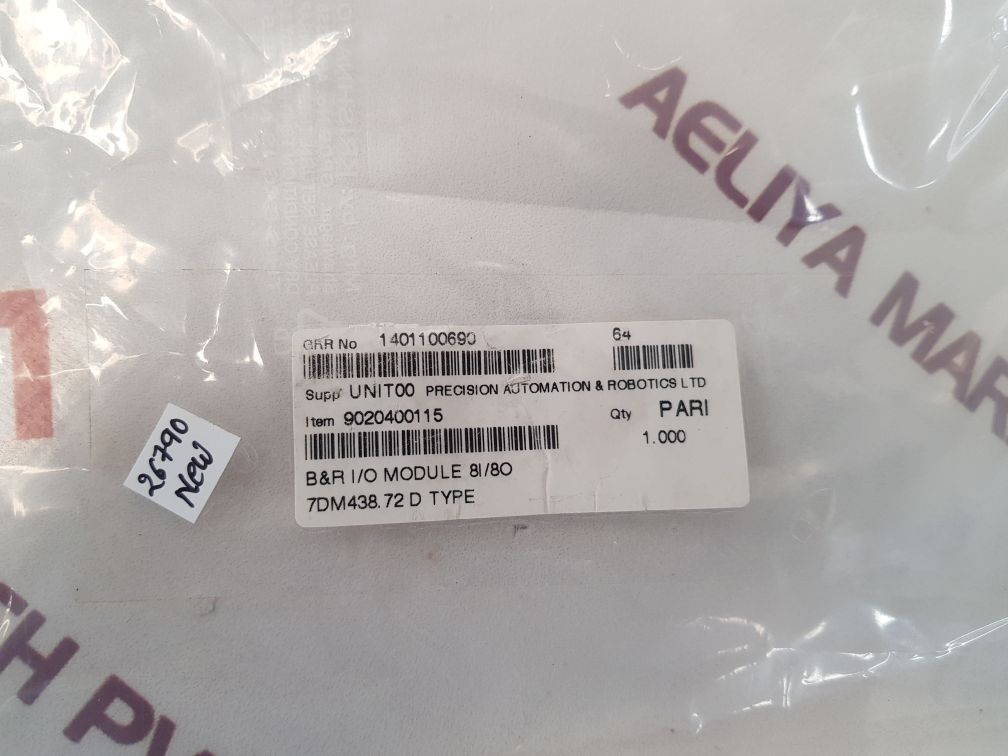 AELIYA MAR
GRR No 1401100690 64
Supp UNIT00 PRECISION AUTOMATION & ROBOTICS LTD
Item 9020400115 Qty PARI
1.000
B&R I/O MODULE 8I/8O
7DM438.72 D TYPE
26790
NEW